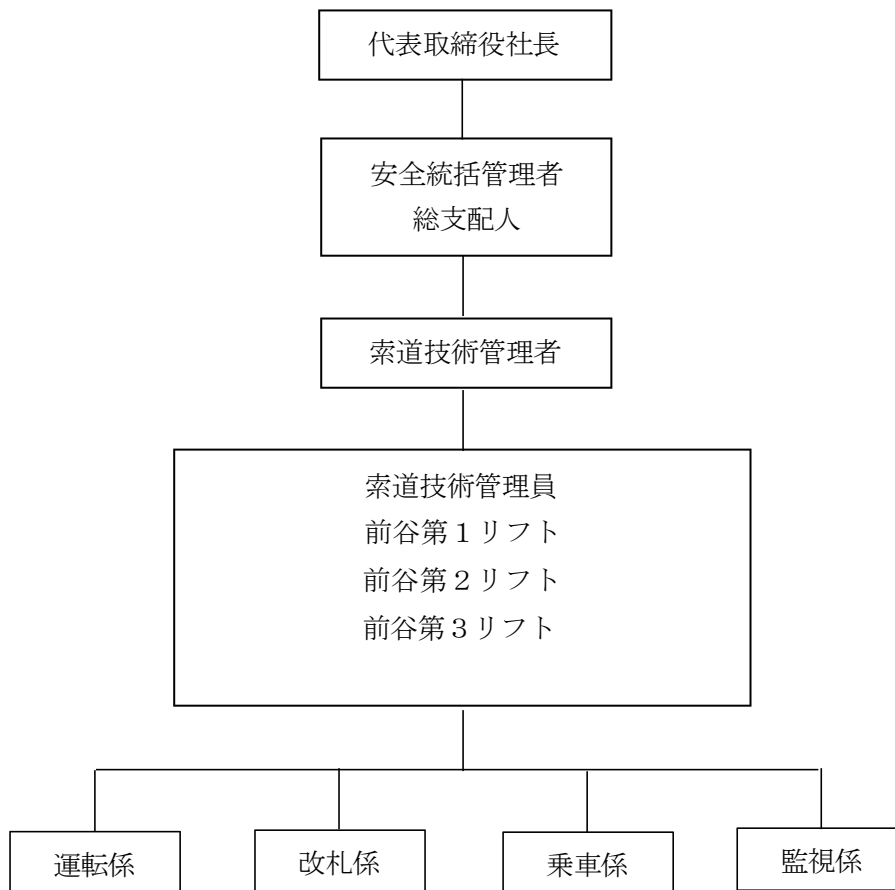 代表取締役社長
安全統括管理者
総支配人
索道技術管理者
索道技術管理員
前谷第１リフト
前谷第２リフト
前谷第３リフト
運転係
改札係
乗車係
監視係